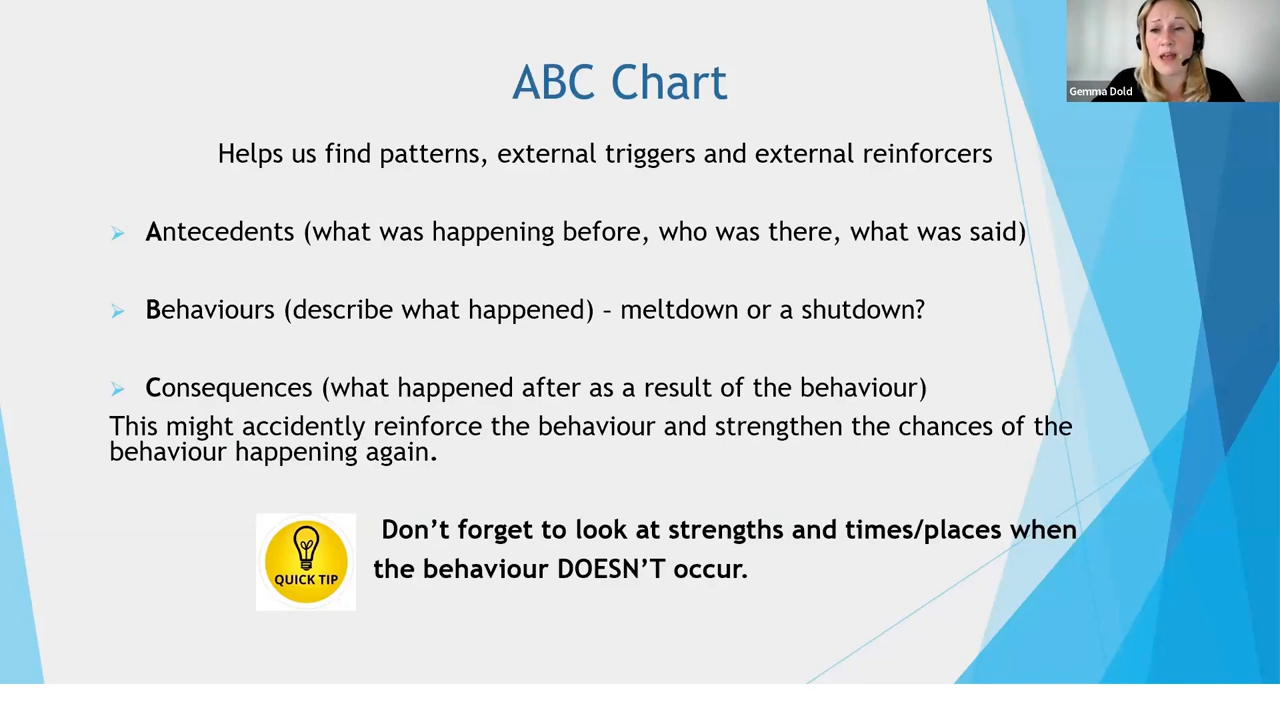 ABC Chart
Gemma Dold
Helps us find patterns, external triggers and external reinforcers
Antecedents (what was happening before, who was there, what was said)
Behaviours (describe what happened) – meltdown or a shutdown?
Consequences (what happened after as a result of the behaviour)
This might accidently reinforce the behaviour and strengthen the chances of the
behaviour happening again.
Don’t forget to look at strengths and times/places when
the behaviour DOESN’T occur.
QUICK TIP